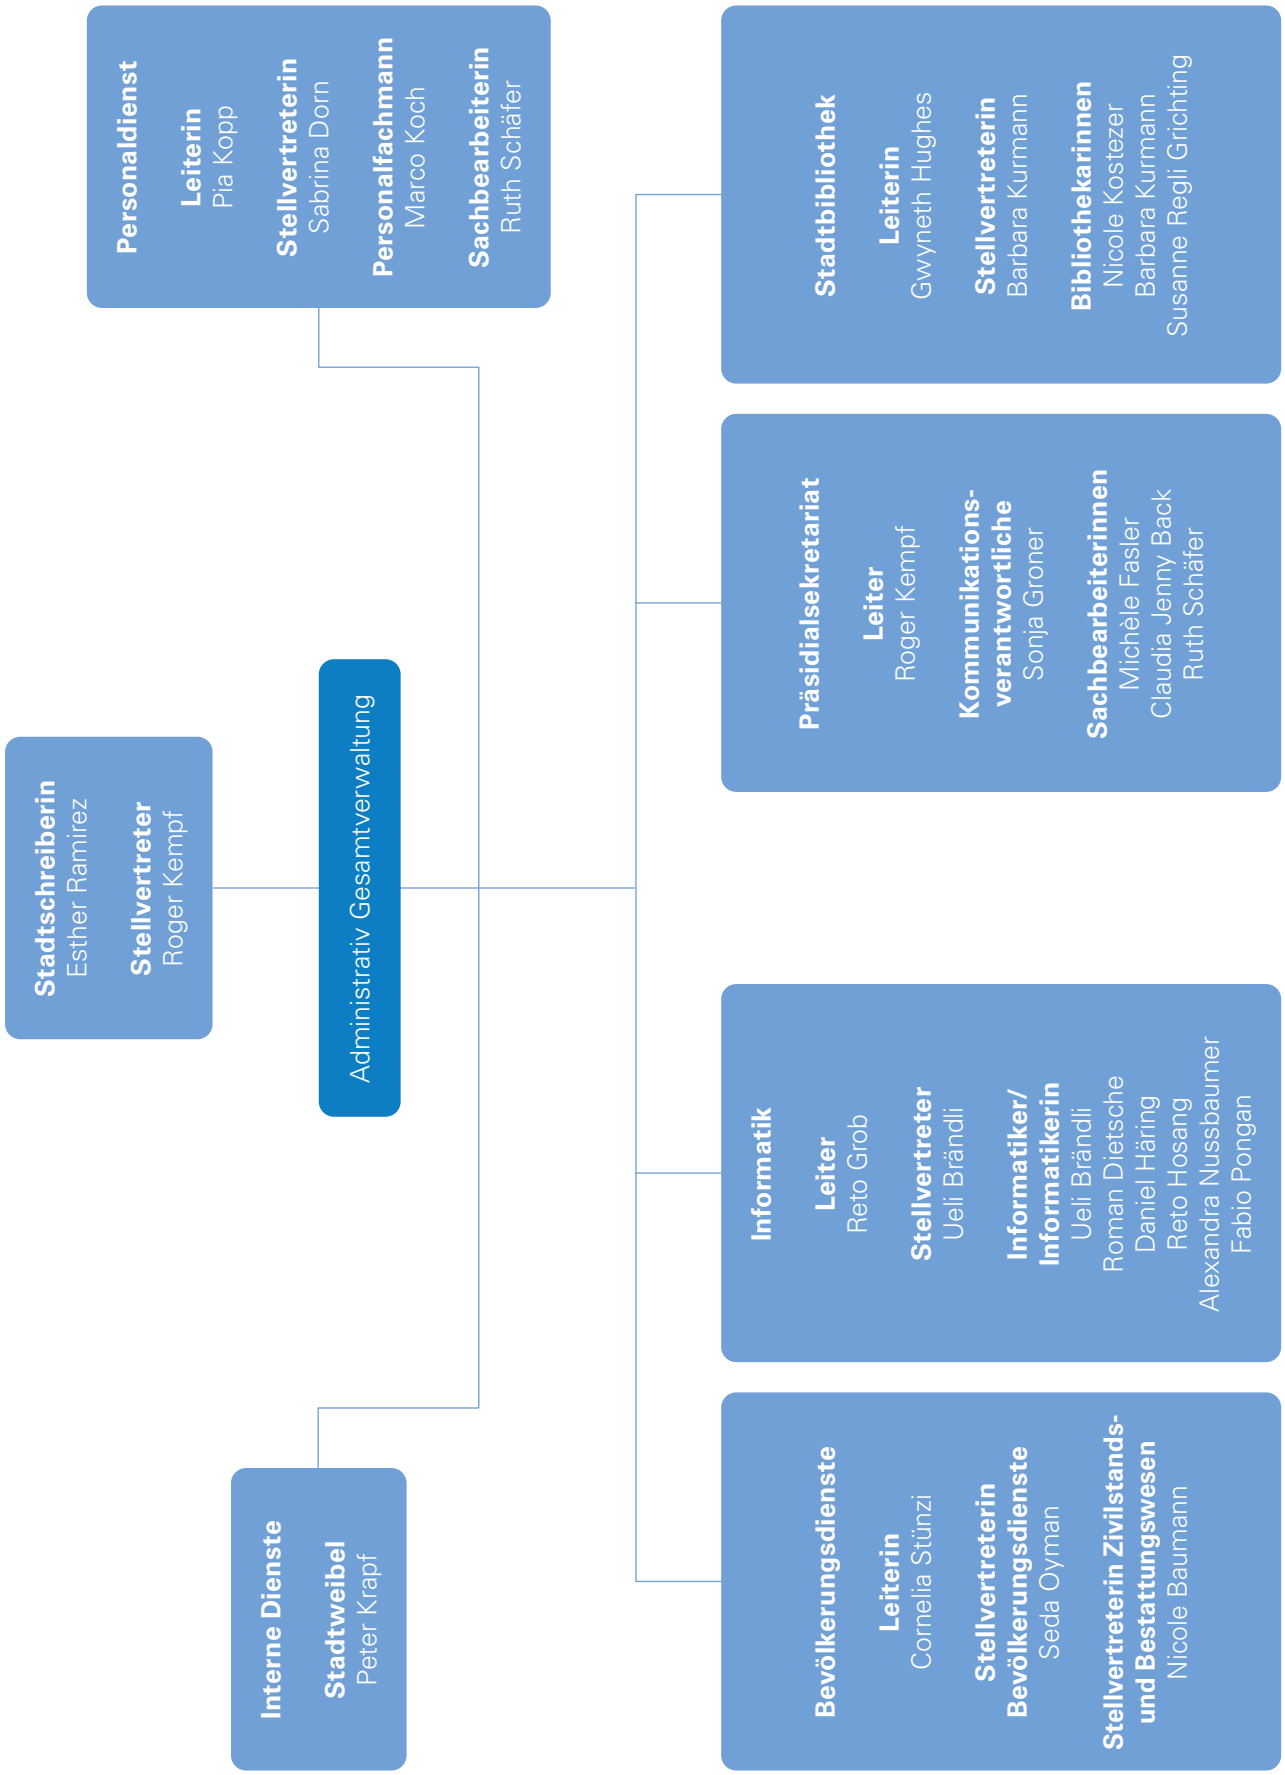 Stadtschreiberin
Esther Ramirez
Stellvertreter
Roger Kempf
Administrativ Gesamtverwaltung
Interne Dienste
Stadtweibel
Peter Krapf
Personaldienst
Leiterin
Pia Kopp
Stellvertreterin
Sabrina Dorn
Personalfachmann
Marco Koch
Sachbearbeiterin
Ruth Schäfer
Bevölkerungsdienste
Leiterin
Cornelia Stünzi
Stellvertreterin
Bevölkerungsdienste
Seda Oyman
Stellvertreterin Zivilstands-
und Bestattungswesen
Nicole Baumann
Informatik
Leiter
Reto Grob
Stellvertreter
Ueli Brändli
Informatiker/
Informatikerin
Ueli Brändli
Roman Dietsche
Daniel Häring
Reto Hosang
Alexandra Nussbaumer
Fabio Pongan
Präsidialsekretariat
Leiter
Roger Kempf
Kommunikations-
verantwortliche
Sonja Groner
Sachbearbeiterinnen
Michèle Fasler
Claudia Jenny Back
Ruth Schäfer
Stadtbibliothek
Leiterin
Gwyneth Hughes
Stellvertreterin
Barbara Kurmann
Bibliothekarinnen
Nicole Kostezer
Barbara Kurmann
Susanne Regli Grichting